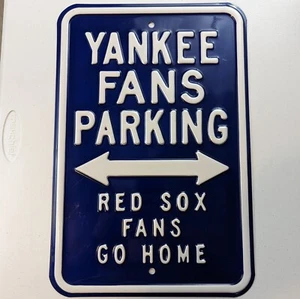 YANKEE
FANS
PARKING
RED SOX
FANS
GO HOME